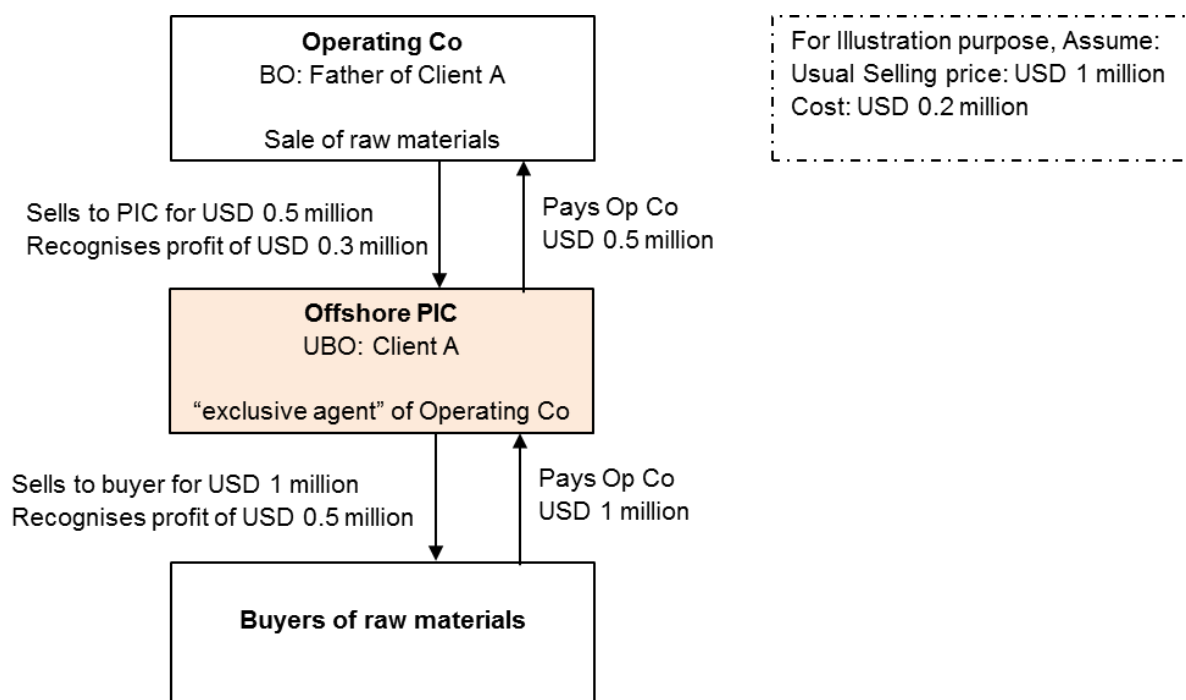 Operating Co
BO: Father of Client A
Sale of raw materials
For Illustration purpose, Assume:
Usual Selling price: USD 1 million
Cost: USD 0.2 million
Sells to PIC for USD 0.5 million
Recognises profit of USD 0.3 million
Pays Op Co
USD 0.5 million
Offshore PIC
UBO: Client A
“exclusive agent” of Operating Co
Sells to buyer for USD 1 million
Recognises profit of USD 0.5 million
Pays Op Co
USD 1 million
Buyers of raw materials